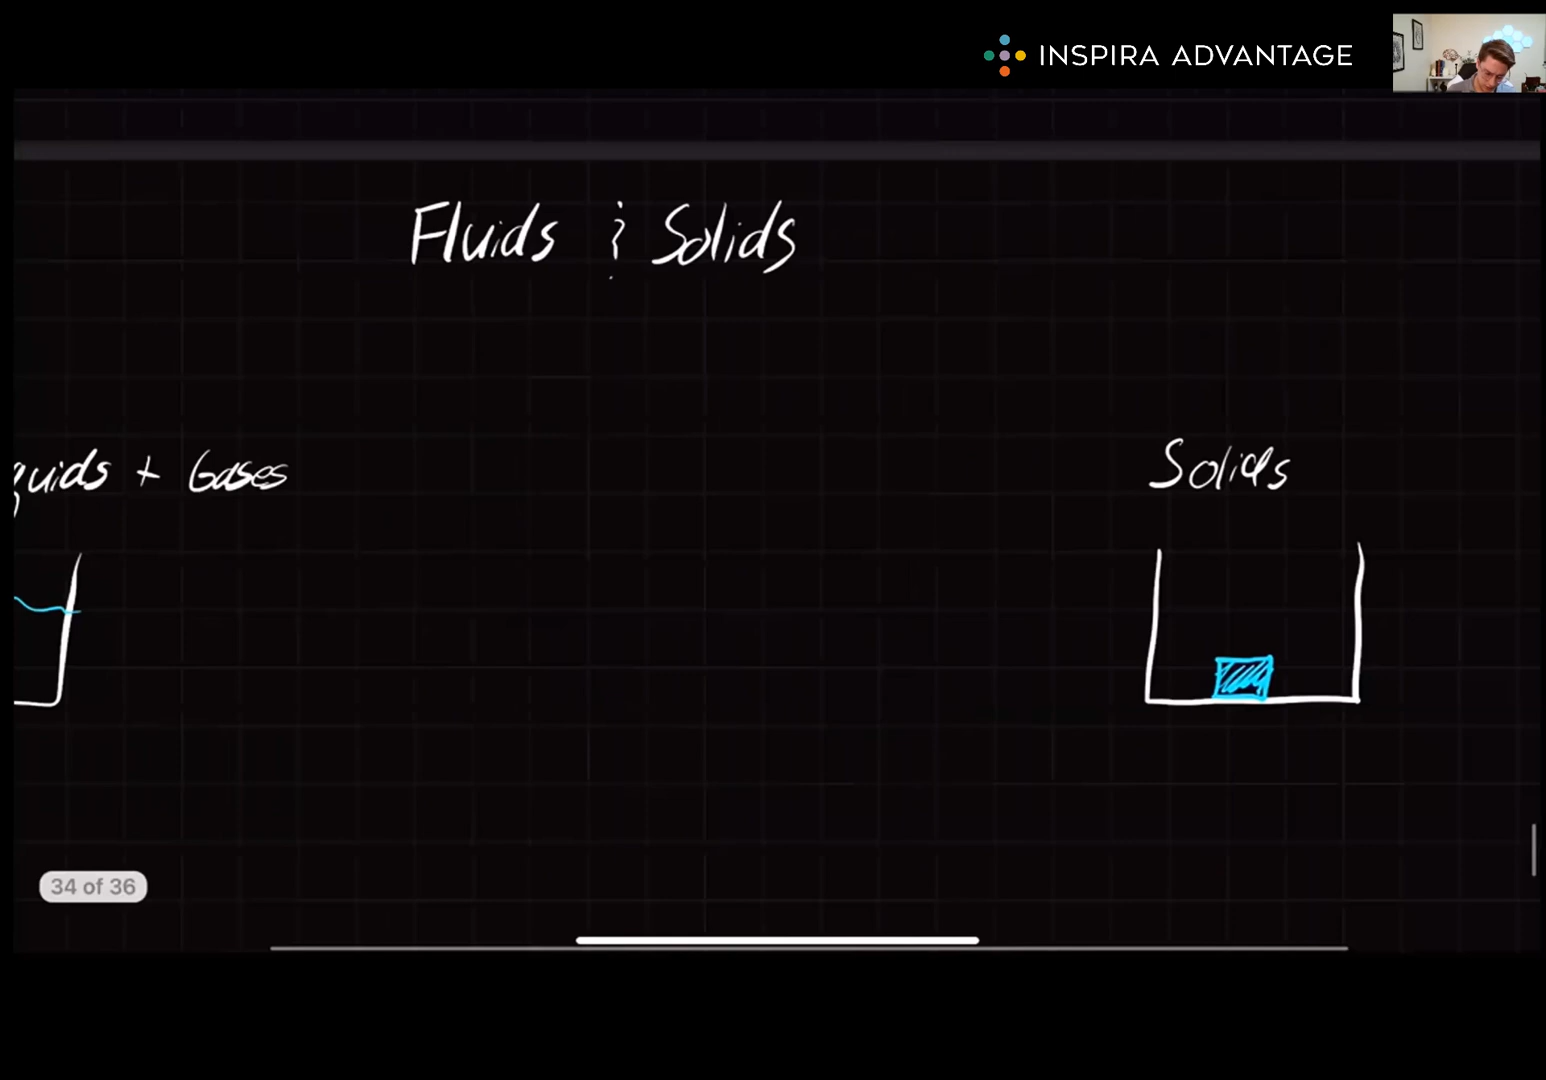 INSPIRA ADVANTAGE
Fluids & Solids
quids + Gases
Solids
34 of 36